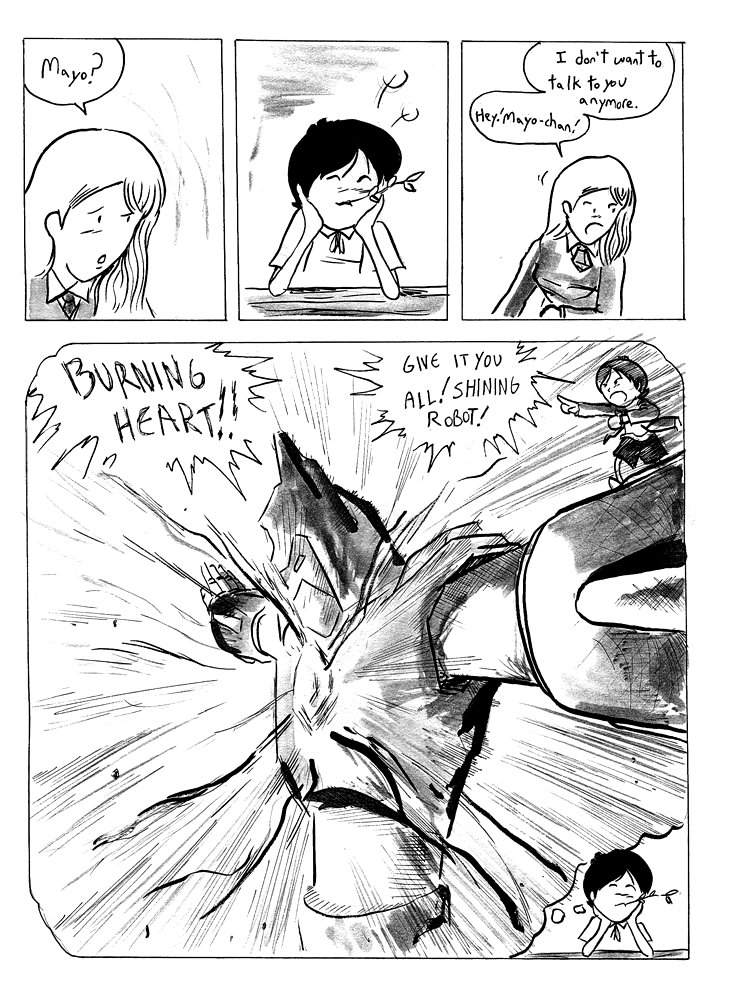 Mayo?
I don't want to
talk to you
anymore.
Hey! Mayo-chan!
BURNING
HEART!!
GIVE IT YOU
ALL! SHINING
ROBOT!